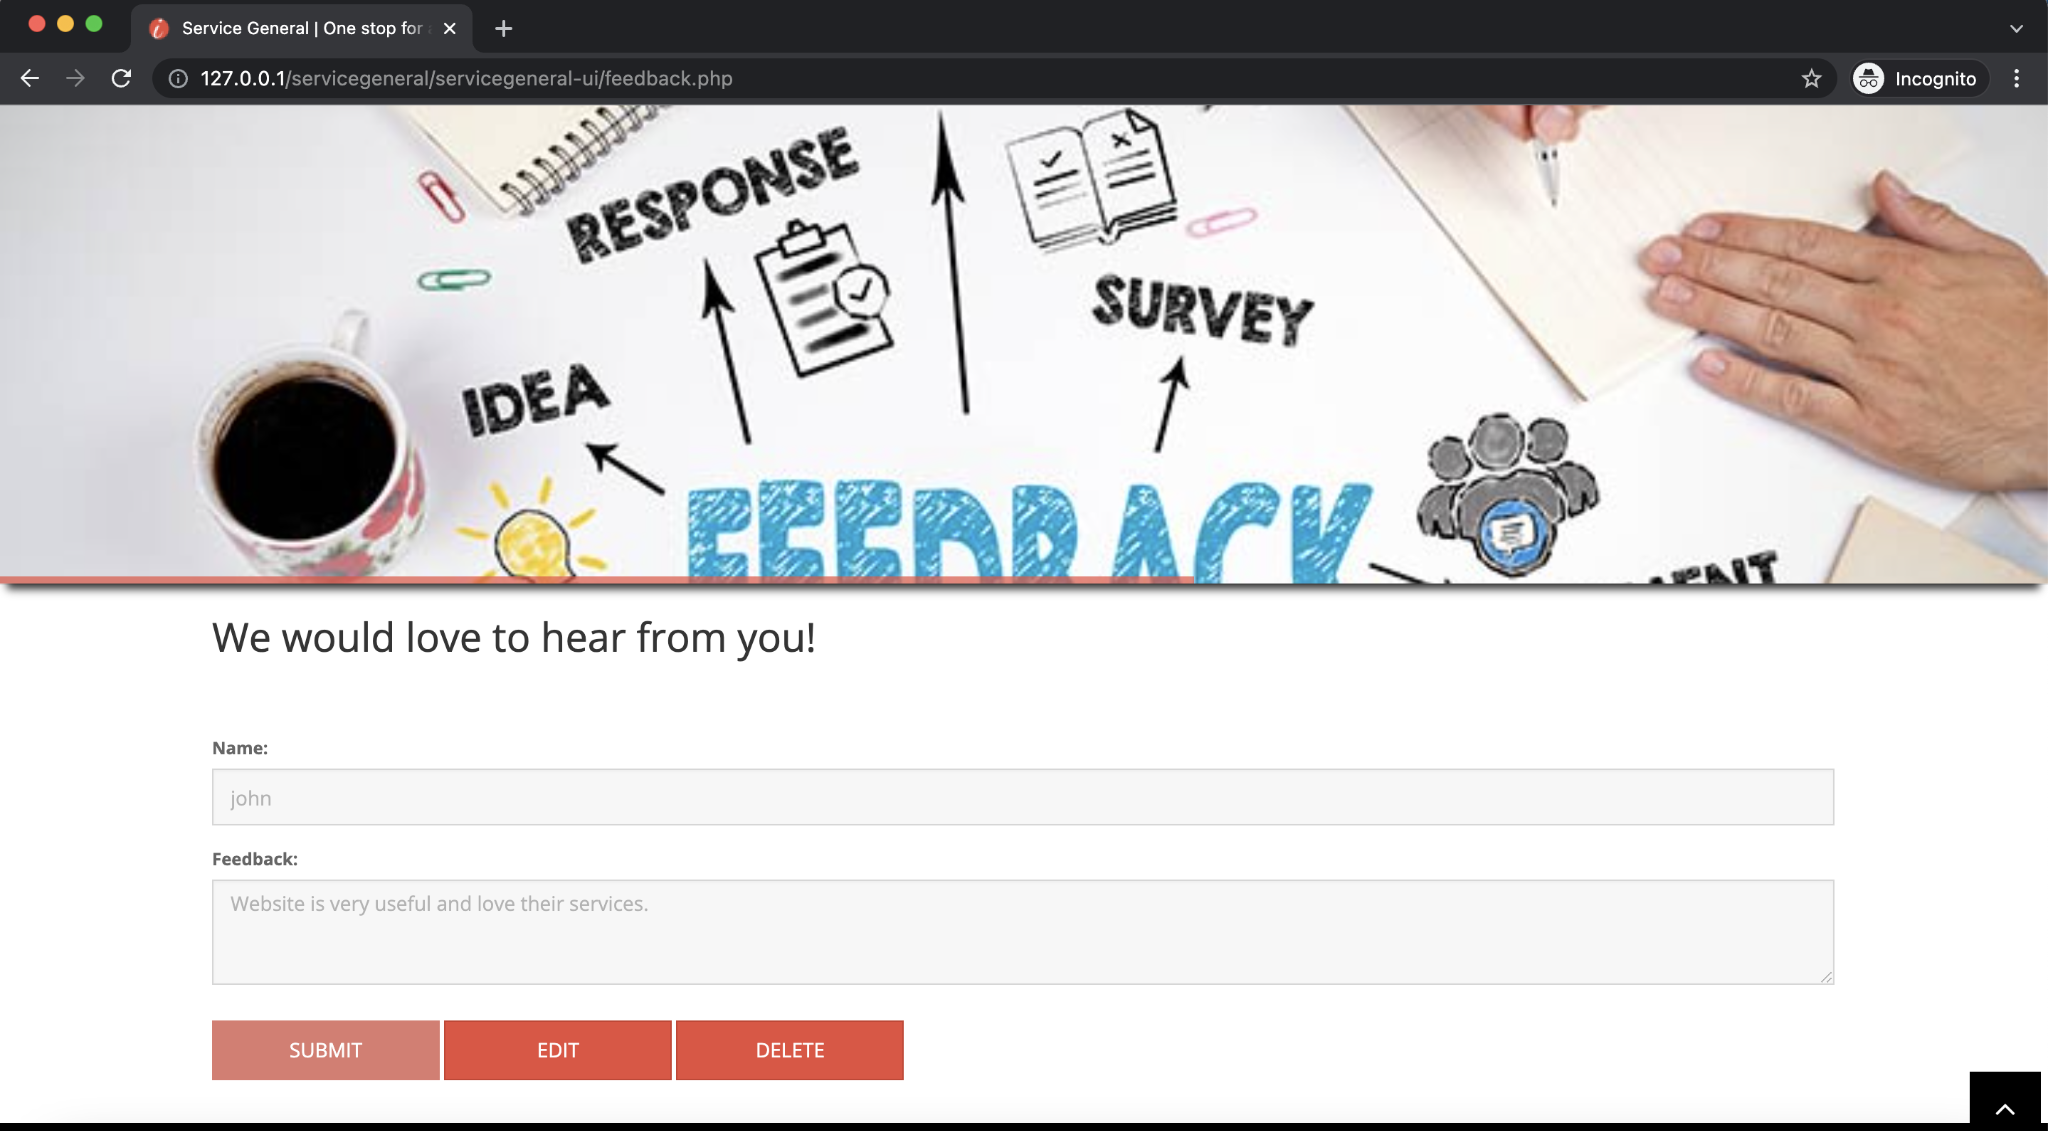 Service General | One stop for a
127.0.0.1/servicegeneral/servicegeneral-ui/feedback.php
Incognito
RESPONSE
SURVEY
IDEA
FEEDBACK
We would love to hear from you!
Name:
john
Feedback:
Website is very useful and love their services.
SUBMIT
EDIT
DELETE